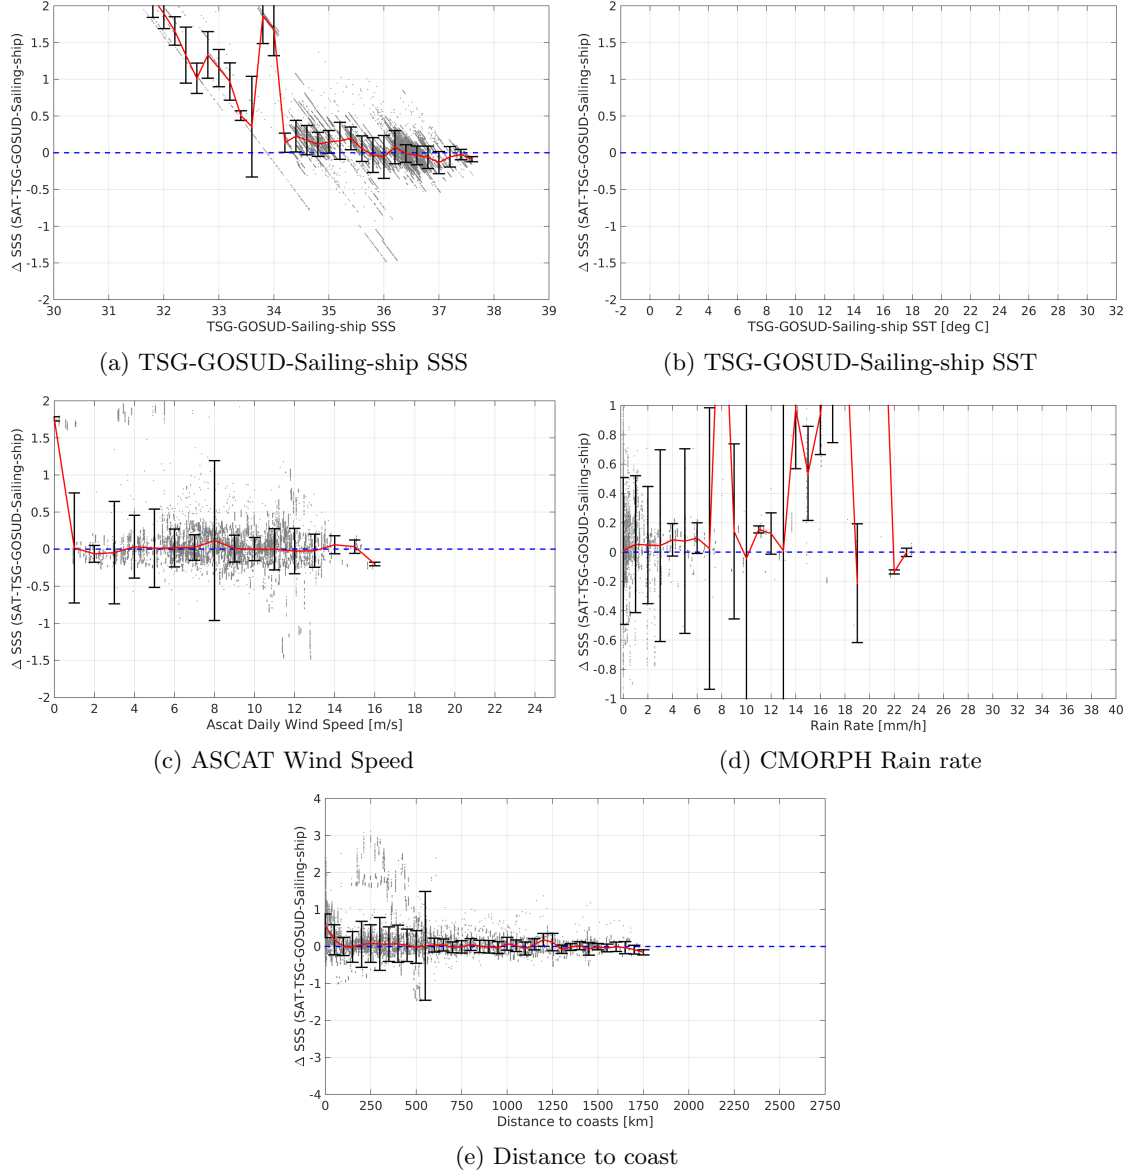 2
1.5
1
0.5
0
-0.5
-1
-1.5
-2
Δ SSS (SAT-TSG-GOSUD-Sailing-ship)
30 31 32 33 34 35 36 37 38 39
TSG-GOSUD-Sailing-ship SSS
(a) TSG-GOSUD-Sailing-ship SSS
2
1.5
1
0.5
0
-0.5
-1
-1.5
-2
Δ SSS (SAT-TSG-GOSUD-Sailing-ship)
-2 0 2 4 6 8 10 12 14 16 18 20 22 24 26 28 30 32
TSG-GOSUD-Sailing-ship SST [deg C]
(b) TSG-GOSUD-Sailing-ship SST
2
1.5
1
0.5
0
-0.5
-1
-1.5
-2
Δ SSS (SAT-TSG-GOSUD-Sailing-ship)
0 2 4 6 8 10 12 14 16 18 20 22 24
Ascat Daily Wind Speed [m/s]
(c) ASCAT Wind Speed
1
0.8
0.6
0.4
0.2
0
-0.2
-0.4
-0.6
-0.8
-1
Δ SSS (SAT-TSG-GOSUD-Sailing-ship)
0 2 4 6 8 10 12 14 16 18 20 22 24 26 28 30 32 34 36 38 40
Rain Rate [mm/h]
(d) CMORPH Rain rate
4
3
2
1
0
-1
-2
-3
-4
Δ SSS (SAT-TSG-GOSUD-Sailing-ship)
0 250 500 750 1000 1250 1500 1750 2000 2250 2500 2750
Distance to coasts [km]
(e) Distance to coast